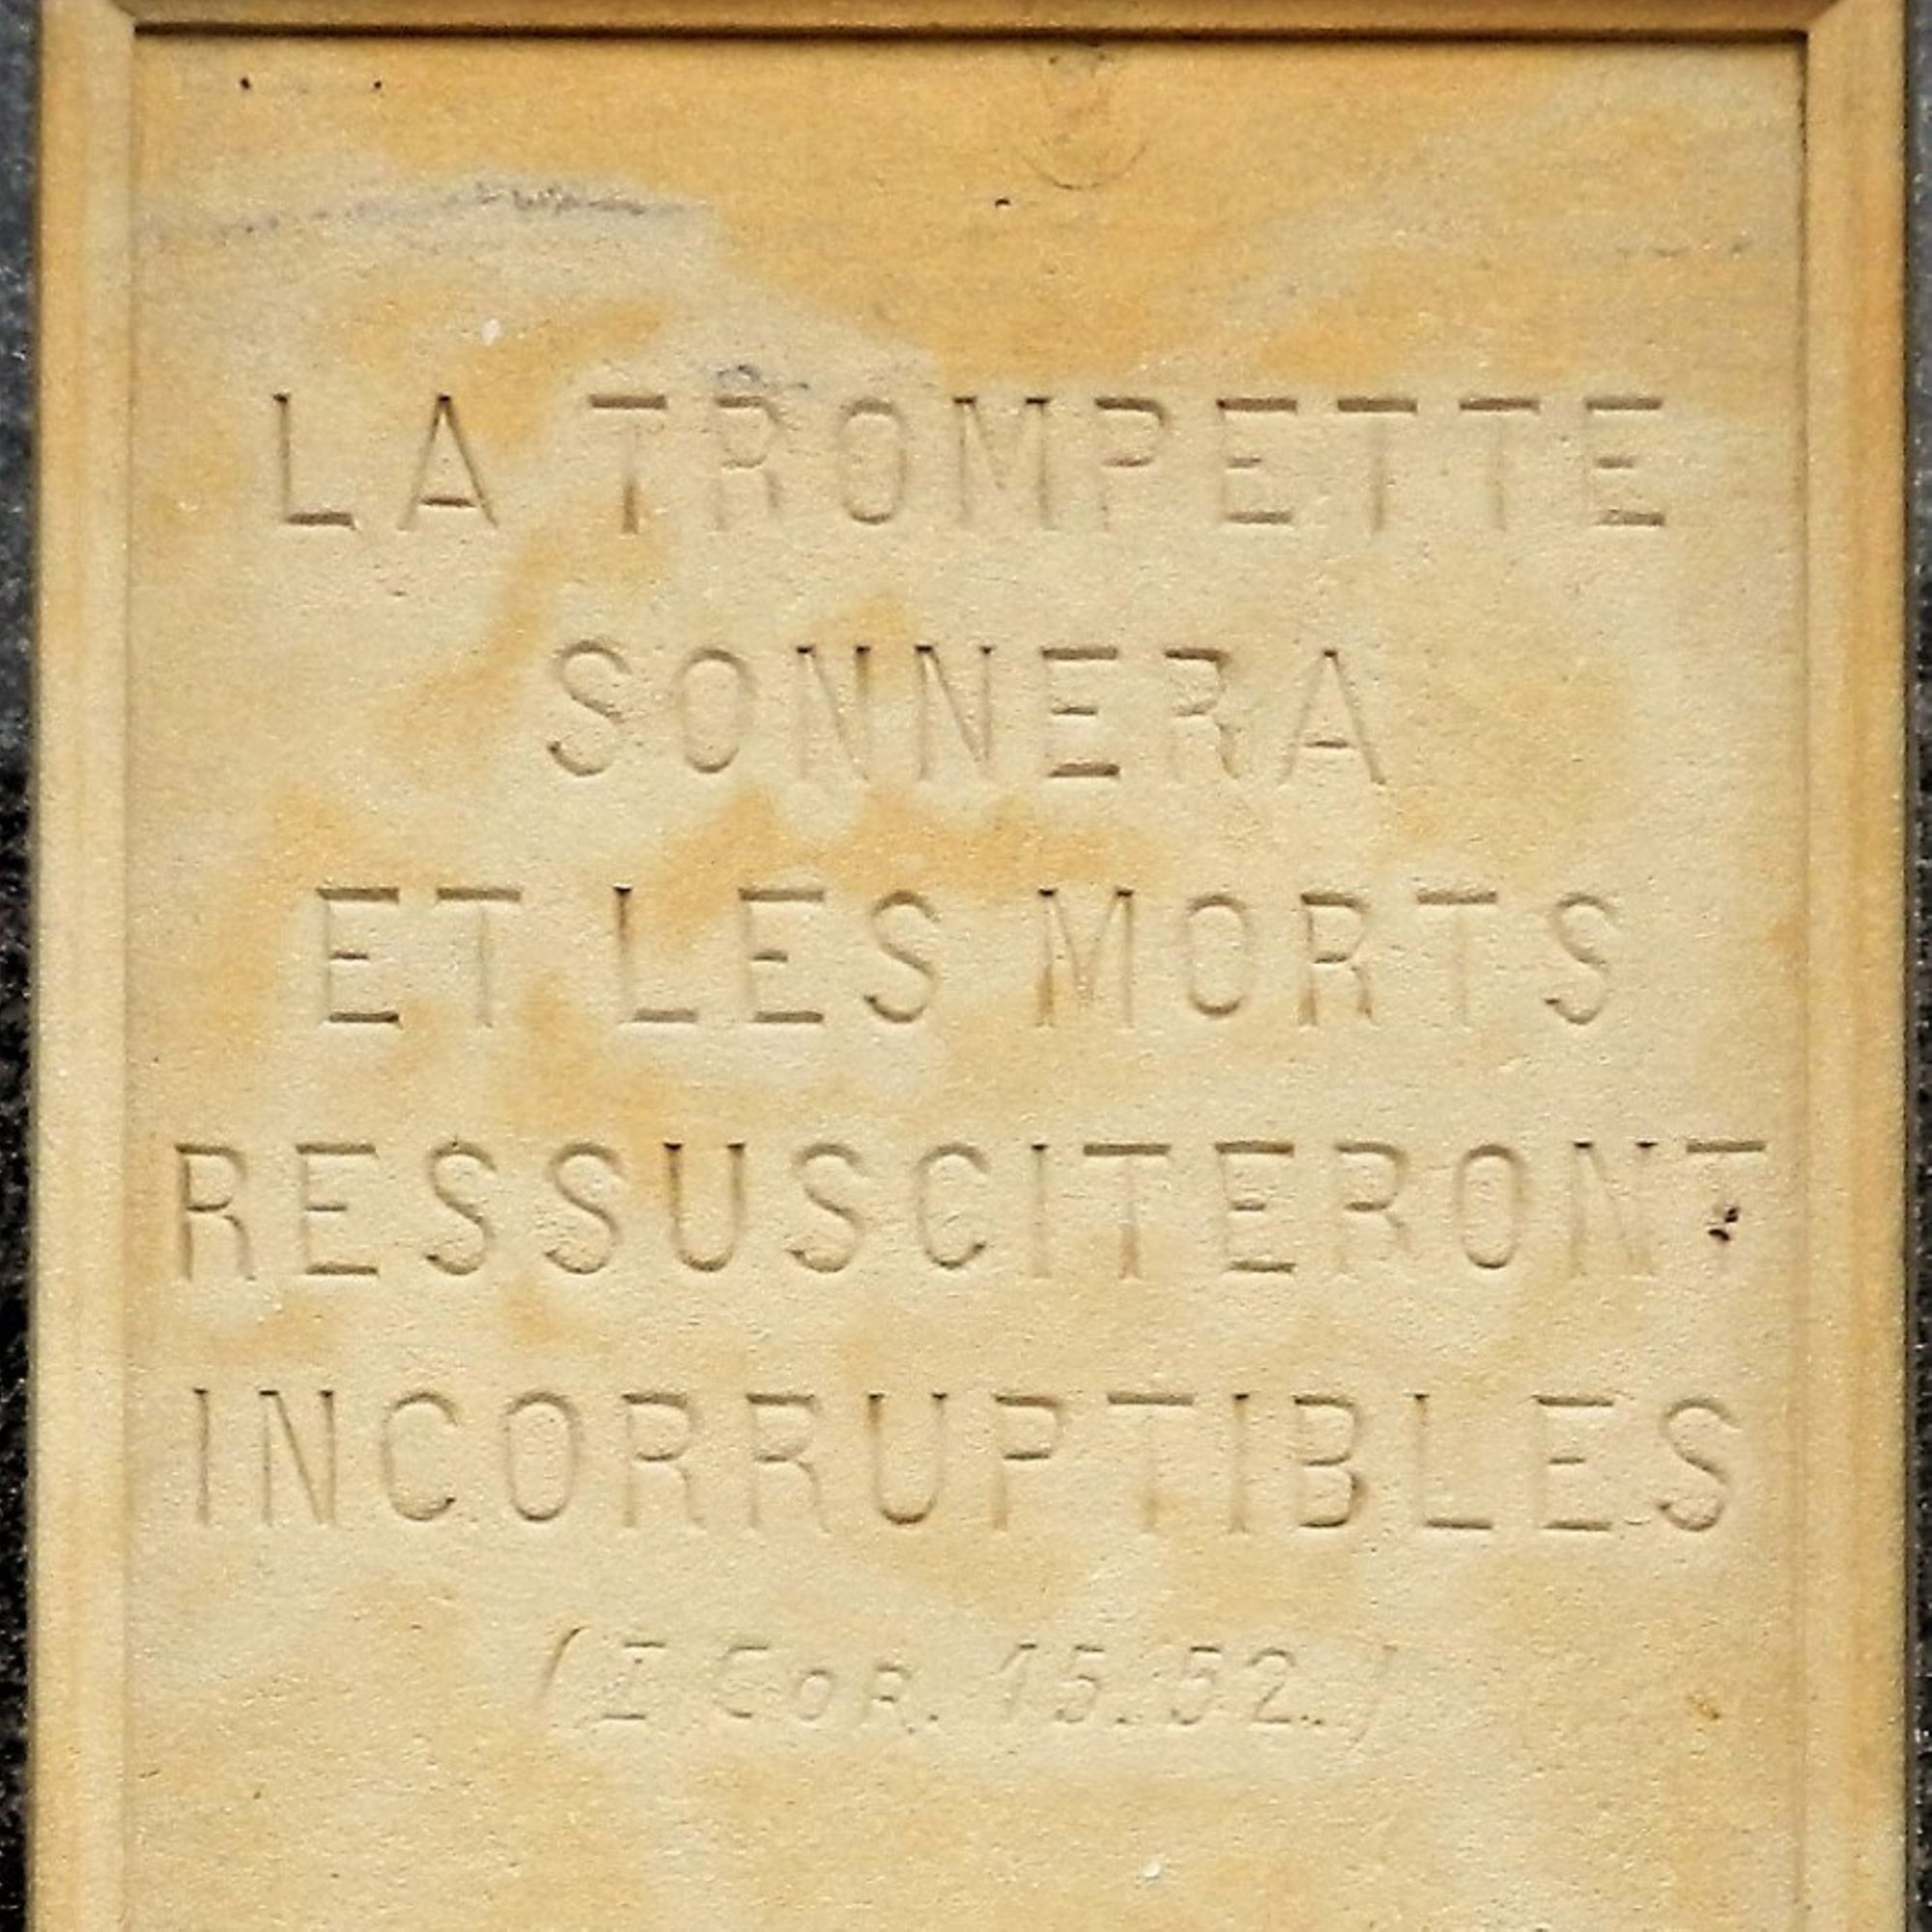 LA TROMPETTE
SONNERA
ET LES MORTS
RESSUSCITERONT
INCORRUPTIBLES
(I COR. 15.52.)